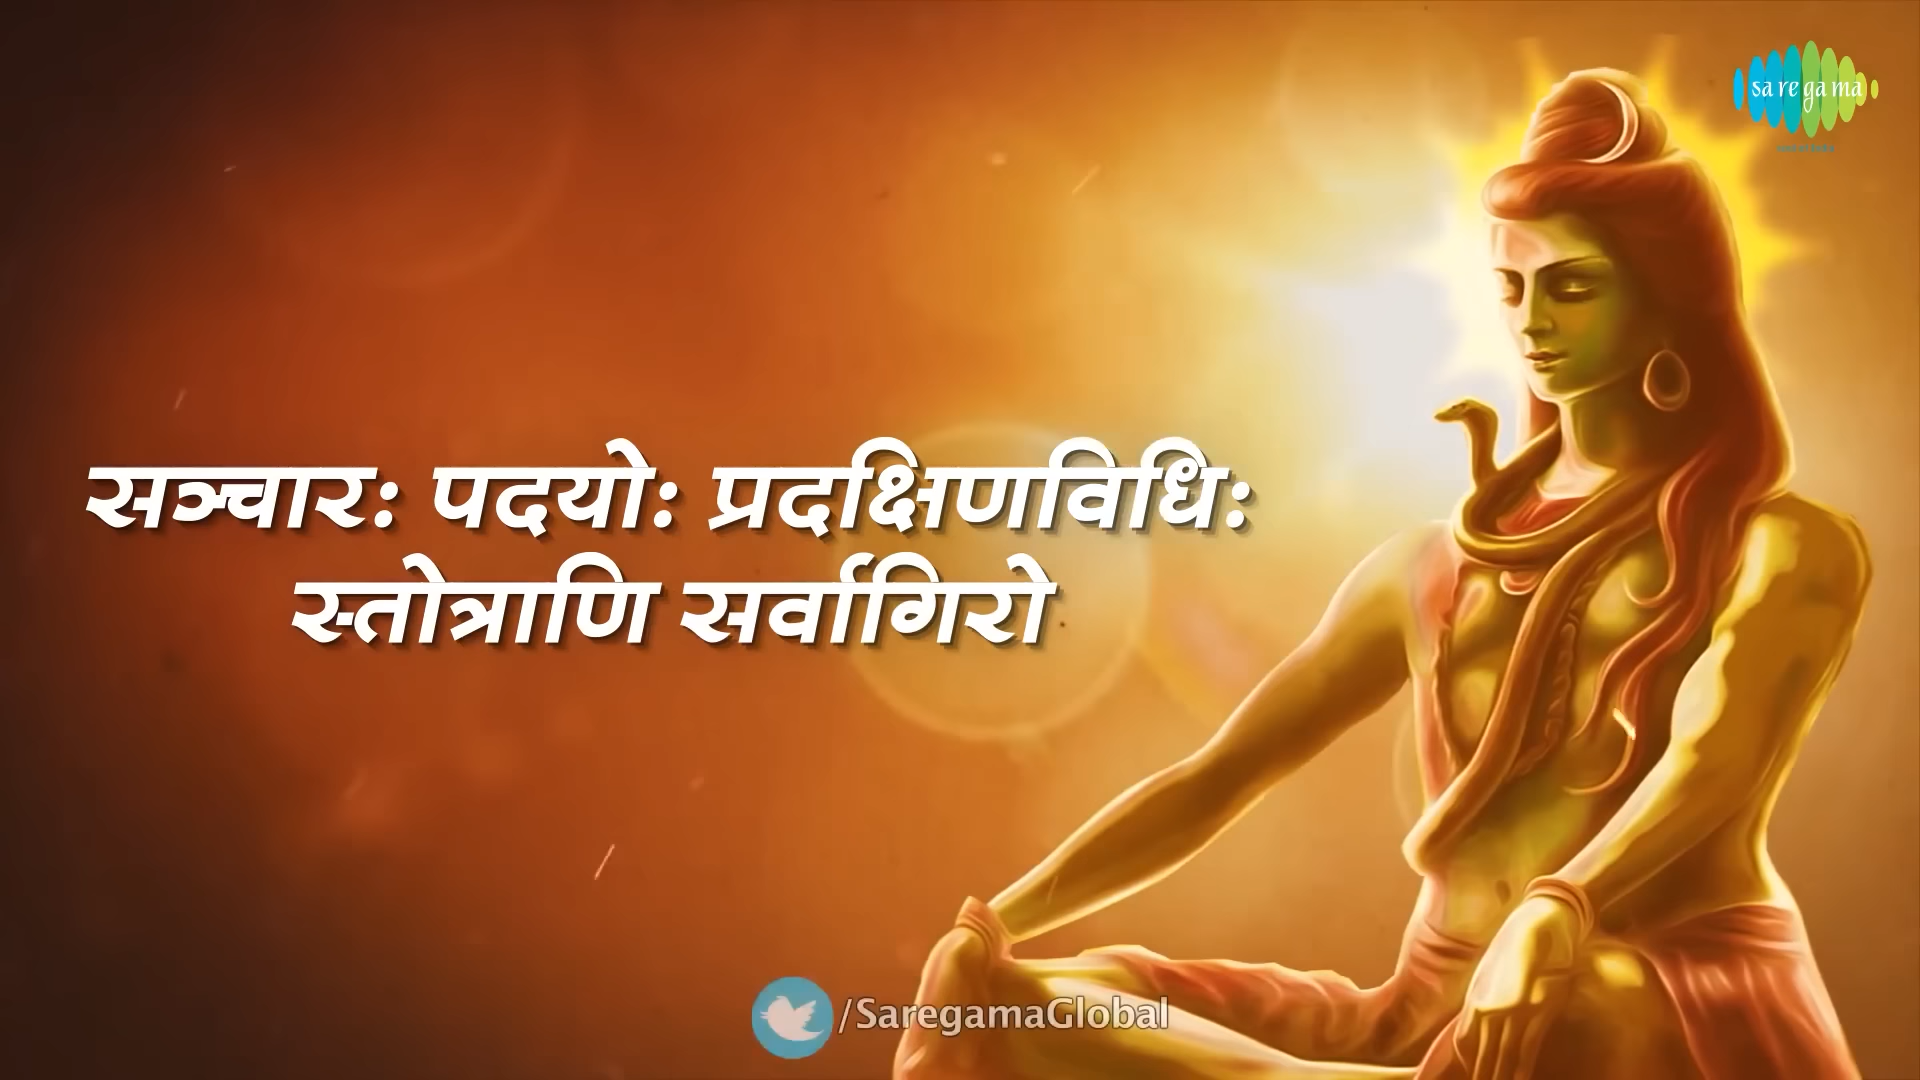 sa re ga ma
सञ्चारः पदयोः प्रदक्षिणविधिः
स्तोत्राणि सर्वागिरो
/SaregamaGlobal